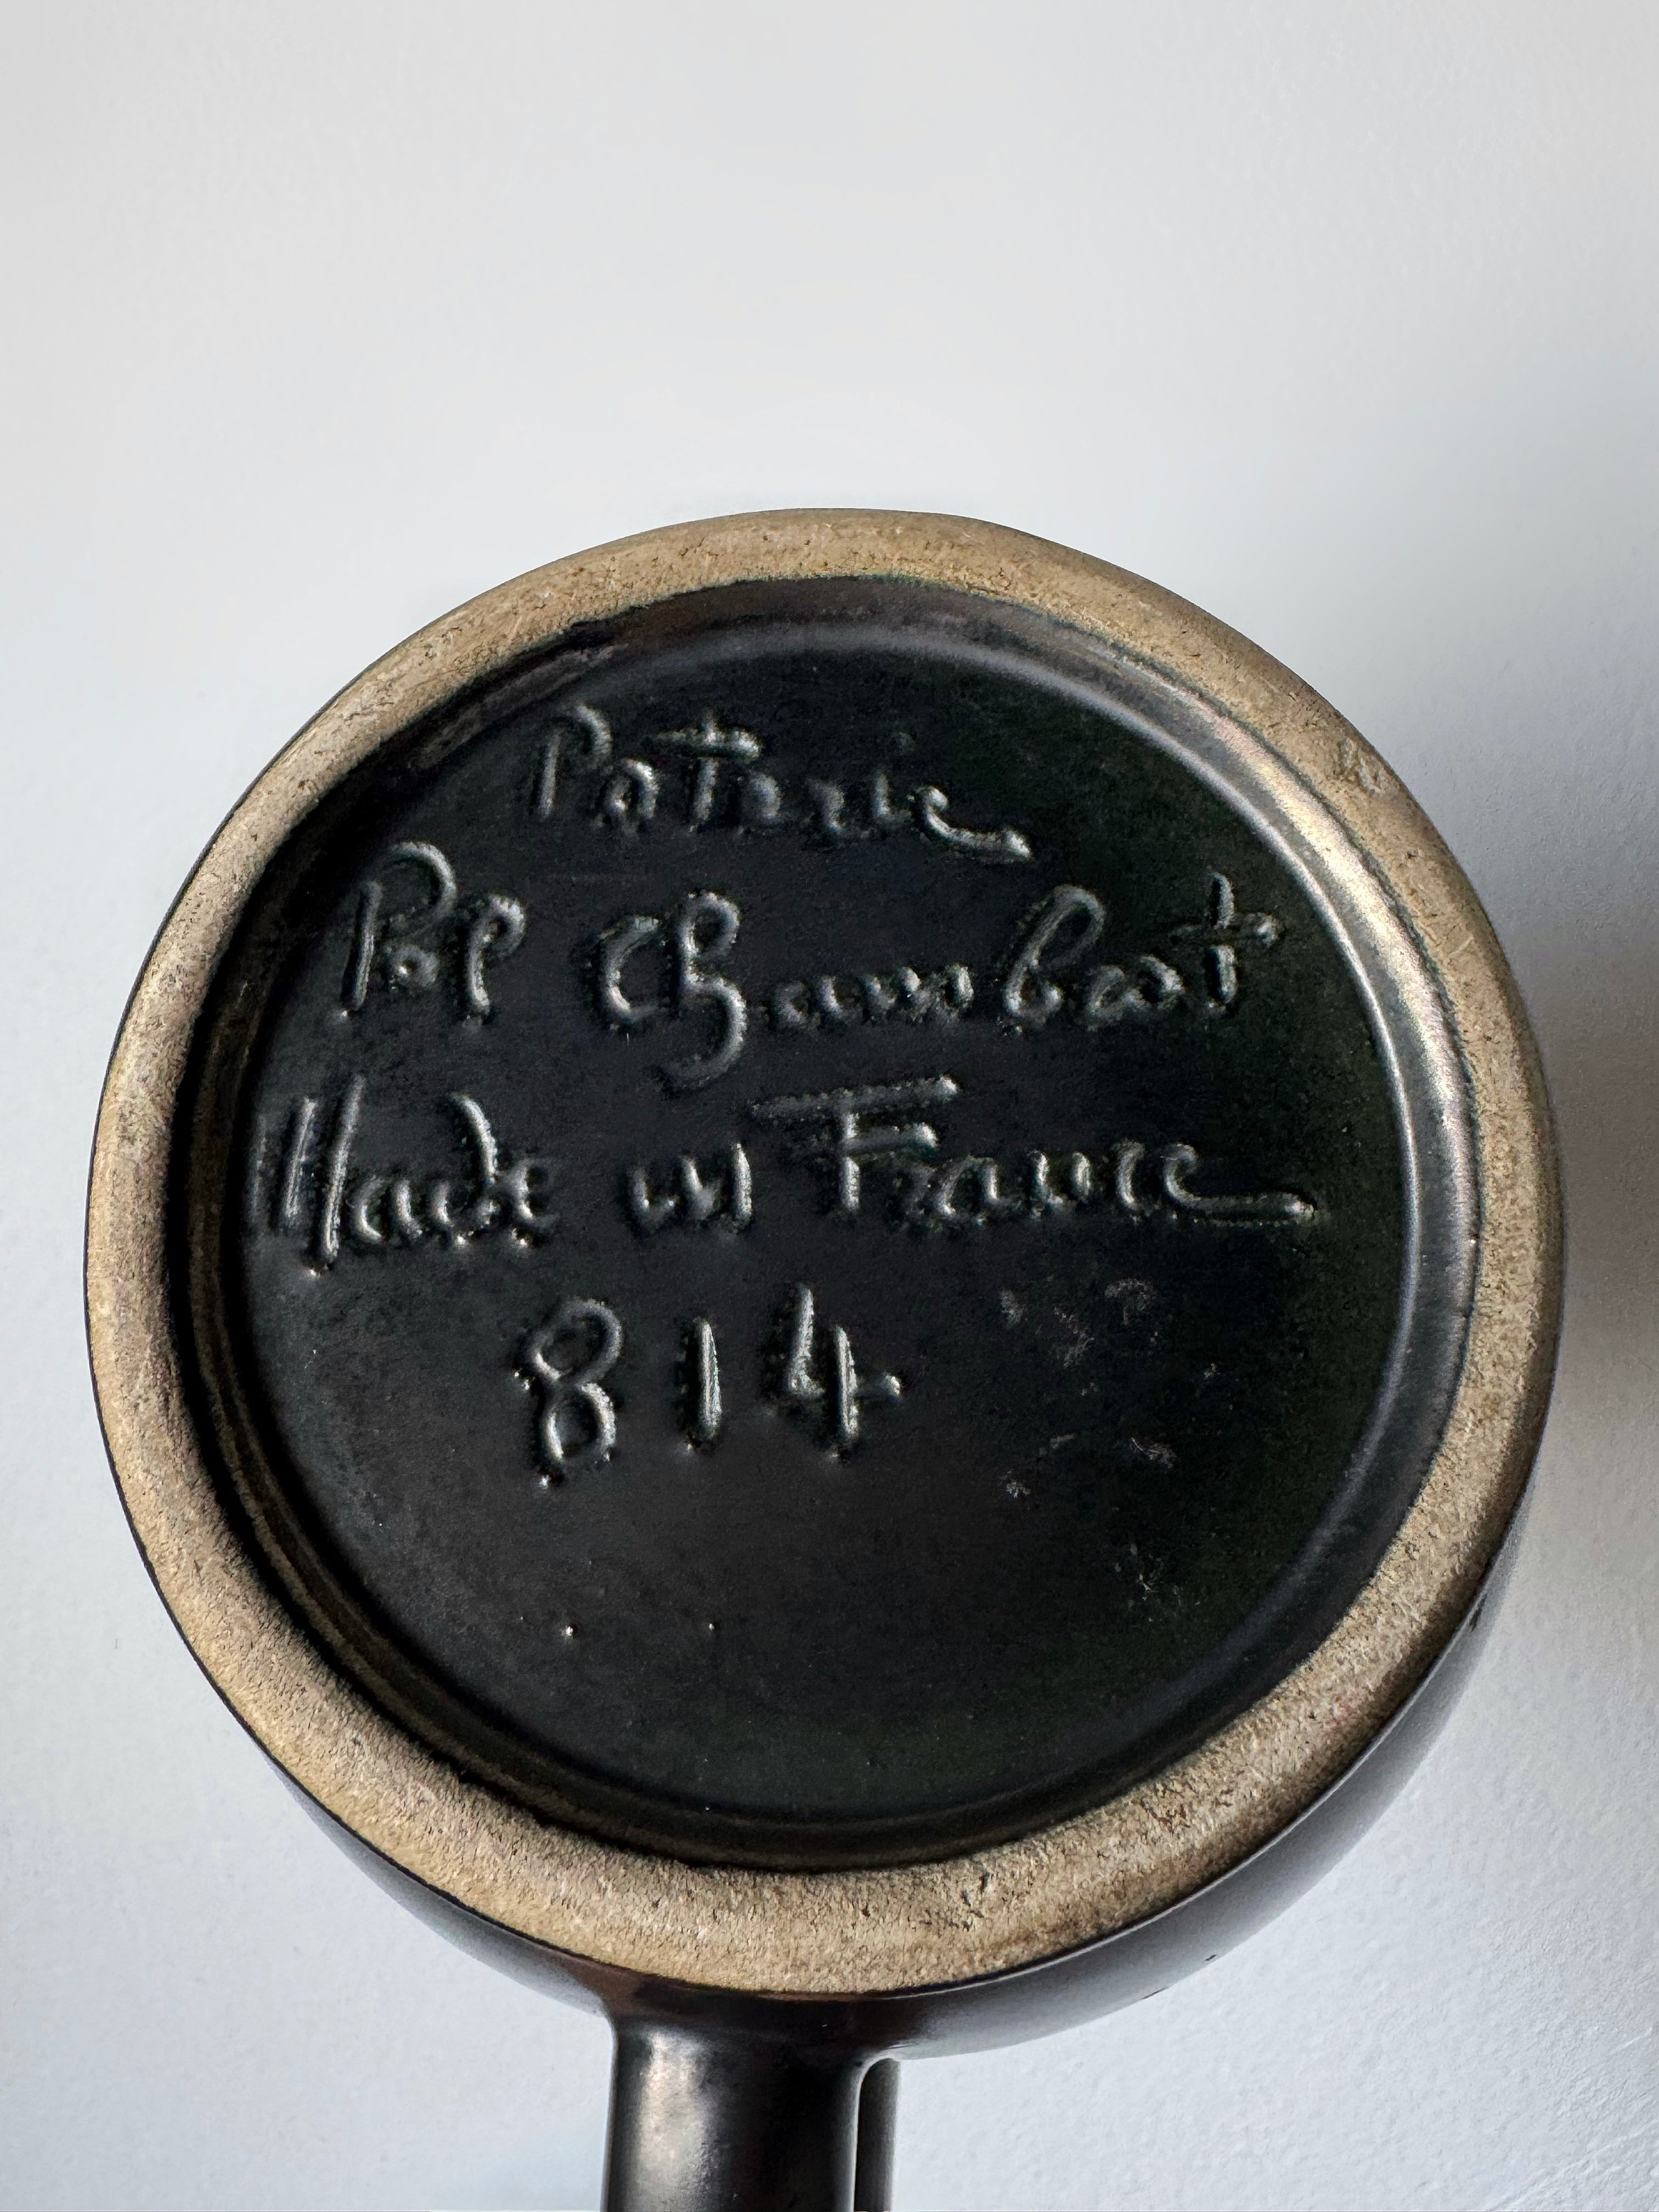 Poterie
Pol Chambost
Made in France
814